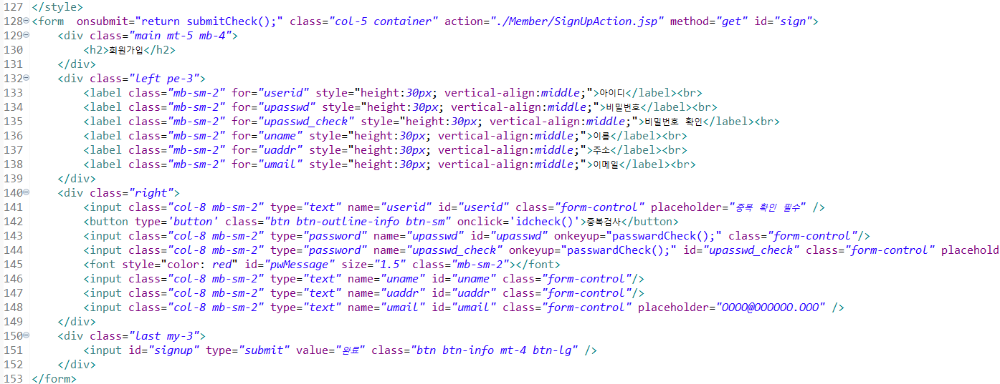 127 </style>
128 <form  onsubmit="return submitCheck();" class="col-5 container" action="./Member/SignUpAction.jsp" method="get" id="sign">
129     <div class="main mt-5 mb-4">
130         <h2>회원가입</h2>
131     </div>
132     <div class="left pe-3">
133         <label class="mb-sm-2" for="userid" style="height:30px; vertical-align:middle;">아이디</label><br>
134         <label class="mb-sm-2" for="upasswd" style="height:30px; vertical-align:middle;">비밀번호</label><br>
135         <label class="mb-sm-2" for="upasswd_check" style="height:30px; vertical-align:middle;">비밀번호 확인</label><br>
136         <label class="mb-sm-2" for="uname" style="height:30px; vertical-align:middle;">이름</label><br>
137         <label class="mb-sm-2" for="uaddr" style="height:30px; vertical-align:middle;">주소</label><br>
138         <label class="mb-sm-2" for="umail" style="height:30px; vertical-align:middle;">이메일</label><br>
139     </div>
140     <div class="right">
141         <input class="col-8 mb-sm-2" type="text" name="userid" id="userid" class="form-control" placeholder="중복 확인 필수" />
142         <button type='button' class="btn btn-outline-info btn-sm" onclick='idcheck()'>중복검사</button>
143         <input class="col-8 mb-sm-2" type="password" name="upasswd" id="upasswd" onkeyup="passwardCheck();" class="form-control"/>
144         <input class="col-8 mb-sm-2" type="password" name="upasswd_check" onkeyup="passwardCheck();" id="upasswd_check" class="form-control" placehold
145         <font style="color: red" id="pwMessage" size="1.5" class="mb-sm-2"></font>
146         <input class="col-8 mb-sm-2" type="text" name="uname" id="uname" class="form-control"/>
147         <input class="col-8 mb-sm-2" type="text" name="uaddr" id="uaddr" class="form-control"/>
148         <input class="col-8 mb-sm-2" type="text" name="umail" id="umail" class="form-control" placeholder="OOOO@OOOOOO.OOO" />
149     </div>
150     <div class="last my-3">
151         <input id="signup" type="submit" value="완료" class="btn btn-info mt-4 btn-lg" />
152     </div>
153 </form>